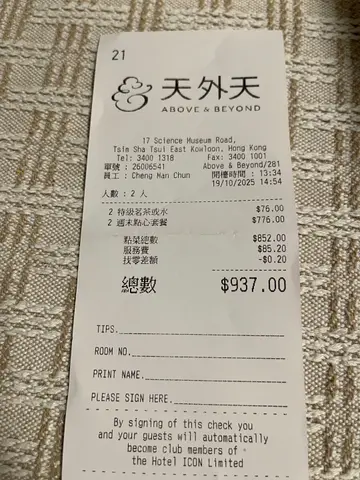 21
天外天
ABOVE & BEYOND
17 Science Museum Road,
Tsim Sha Tsui East Kowloon, Hong Kong
Tel: 3400 1318 Fax: 3400 1001
單號 : 26006541 Above & Beyond/281
員工 : Cheng Man Chun 開檯時間 : 13:34
19/10/2025 14:54
人數 : 2 人
2 特級茗茶或水 $76.00
2 週末點心套餐 $776.00
點菜總數 $852.00
服務費 $85.20
找零差額 -$0.20
總數 $937.00
TIPS.
ROOM NO.
PRINT NAME.
PLEASE SIGN HERE.
By signing of this check you
and your guests will automatically
become club members of
the Hotel ICON Limited